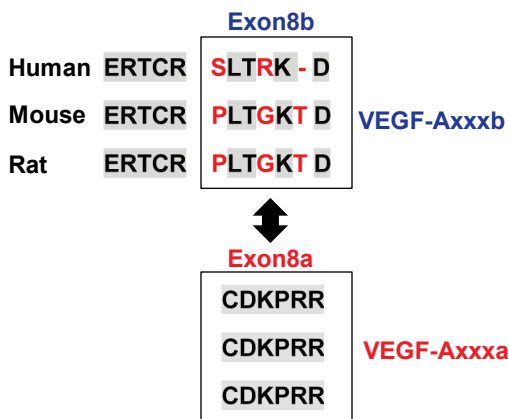 Exon8b
Human ERTCR SLTRK - D
Mouse ERTCR PLTGKT D
VEGF-Axxxb
Rat ERTCR PLTGKT D
Exon8a
CDKPRR
CDKPRR
VEGF-Axxxa
CDKPRR